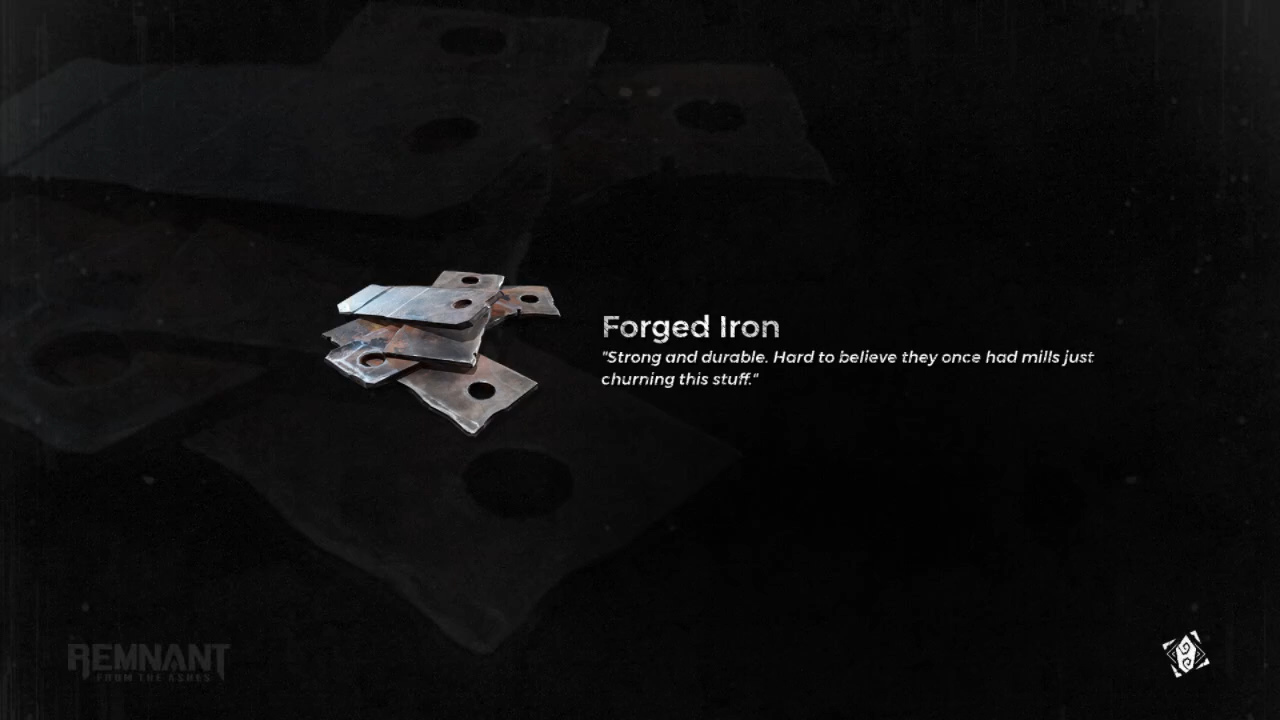 Forged Iron
"Strong and durable. Hard to believe they once had mills just
churning this stuff."
REMNANT
FROM THE ASHES